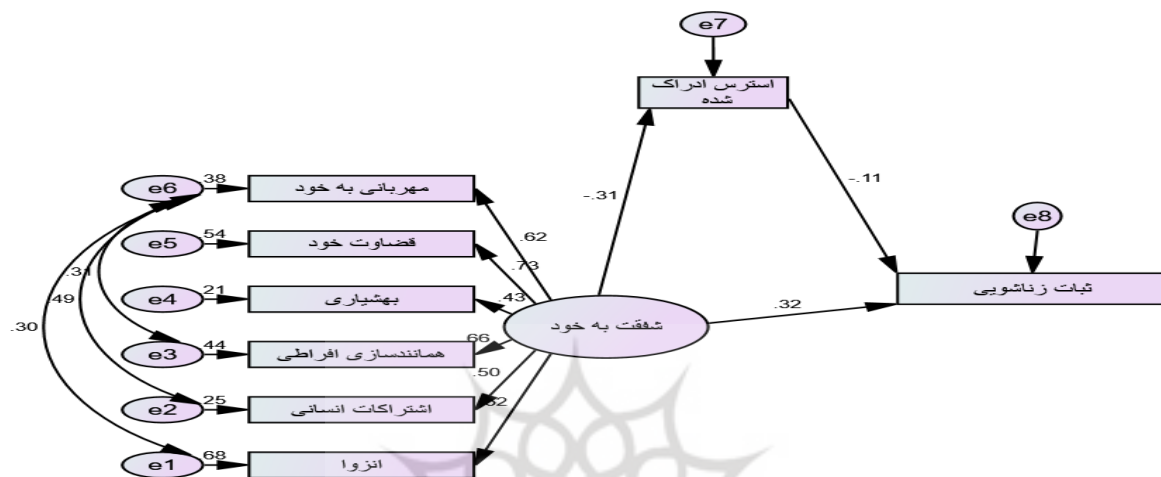 e7
استرس ادراک
شده
-.31
-.11
e8
ثبات زناشویی
.32
شفقت به خود
e6
38
مهربانی به خود
.62
e5
54
قضاوت خود
.73
e4
21
بهشیاری
.43
e3
44
همانندسازی افراطی
66
e2
25
اشتراکات انسانی
.50
e1
68
انزوا
.31
.49
.30